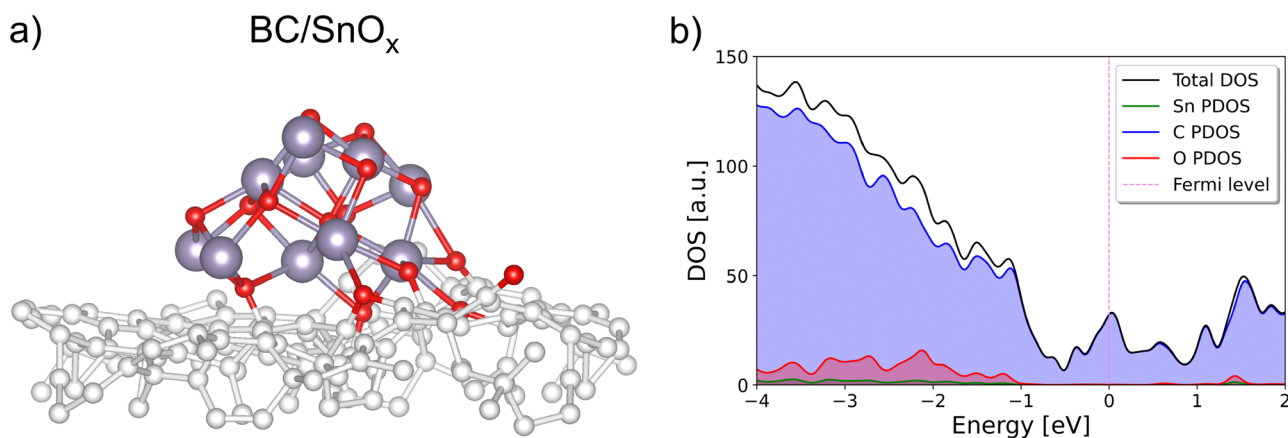 a)
BC/SnOₓ
b)
DOS [a.u.]
150
100
50
0
Total DOS
Sn PDOS
C PDOS
O PDOS
Fermi level
−4
−3
−2
−1
0
1
2
Energy [eV]